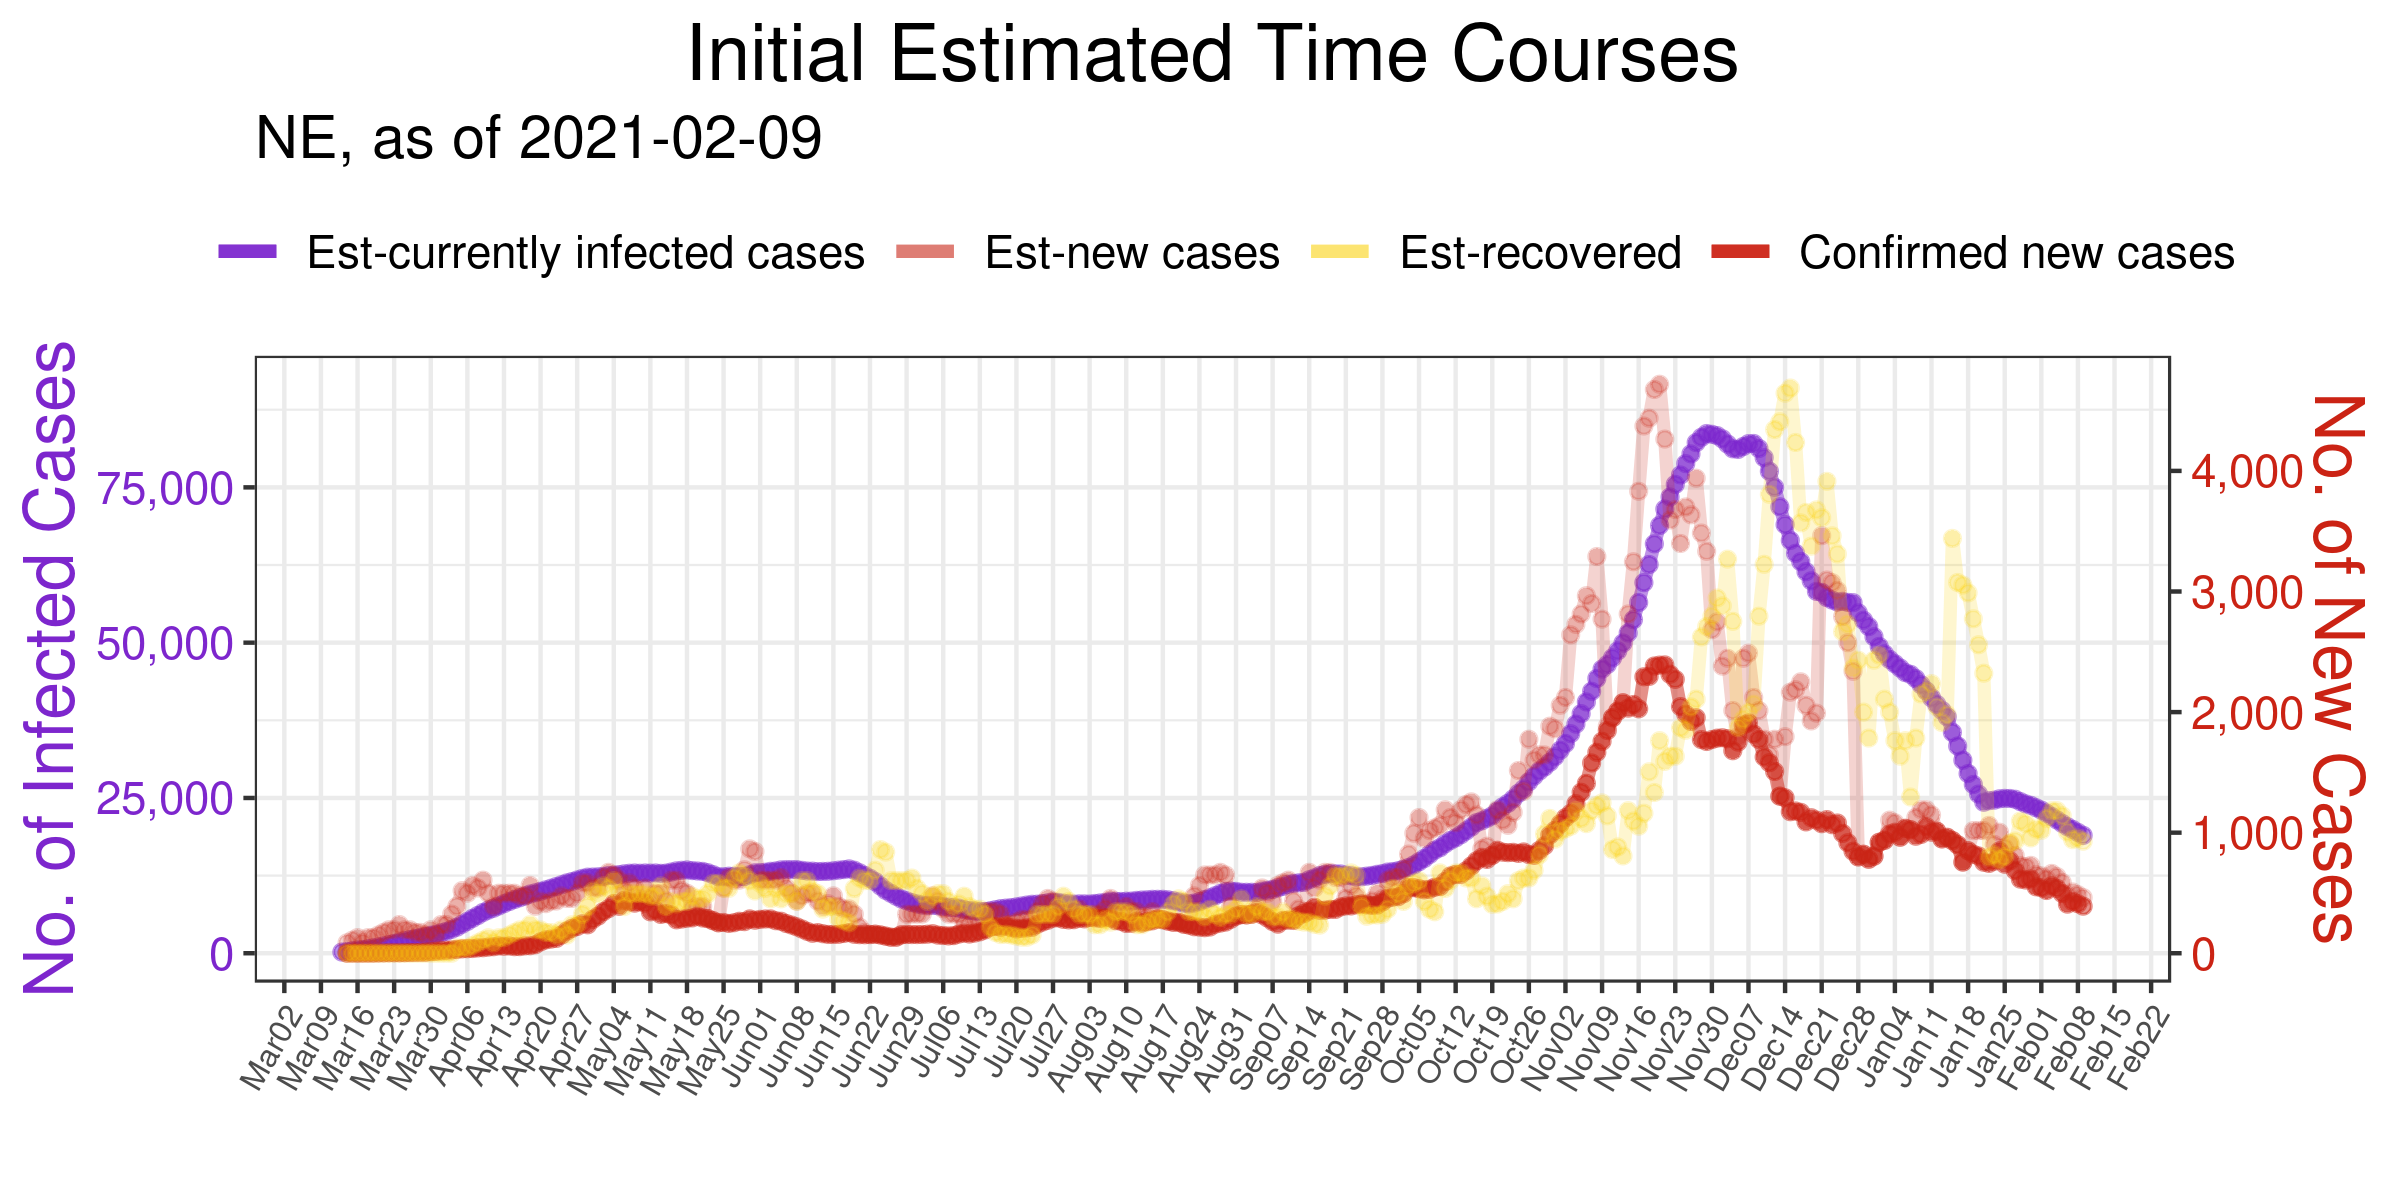 Initial Estimated Time Courses
NE, as of 2021-02-09
Est-currently infected cases Est-new cases Est-recovered Confirmed new cases
No. of Infected Cases
75,000
50,000
25,000
0
4,000
3,000
2,000
1,000
0
No. of New Cases
Mar02 Mar09 Mar16 Mar23 Mar30 Apr06 Apr13 Apr20 Apr27 May04 May11 May18 May25 Jun01 Jun08 Jun15 Jun22 Jun29 Jul06 Jul13 Jul20 Jul27 Aug03 Aug10 Aug17 Aug24 Aug31 Sep07 Sep14 Sep21 Sep28 Oct05 Oct12 Oct19 Oct26 Nov02 Nov09 Nov16 Nov23 Nov30 Dec07 Dec14 Dec21 Dec28 Jan04 Jan11 Jan18 Jan25 Feb01 Feb08 Feb15 Feb22